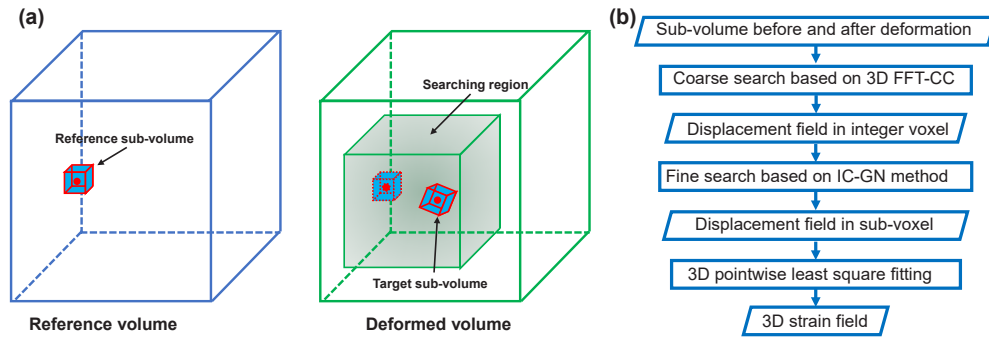 (a)
Reference sub-volume
Reference volume
Searching region
Target sub-volume
Deformed volume
(b)
Sub-volume before and after deformation
Coarse search based on 3D FFT-CC
Displacement field in integer voxel
Fine search based on IC-GN method
Displacement field in sub-voxel
3D pointwise least square fitting
3D strain field